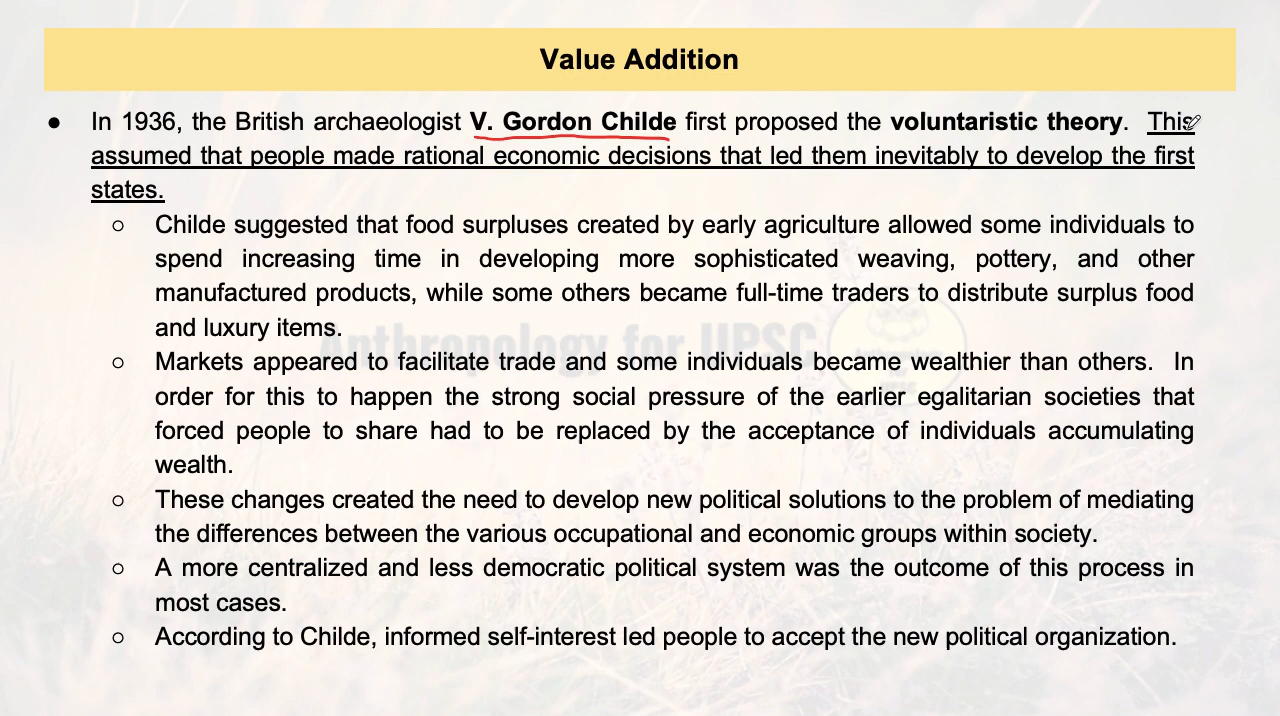 Value Addition
● In 1936, the British archaeologist V. Gordon Childe first proposed the voluntaristic theory. This
assumed that people made rational economic decisions that led them inevitably to develop the first
states.
○ Childe suggested that food surpluses created by early agriculture allowed some individuals to
spend increasing time in developing more sophisticated weaving, pottery, and other
manufactured products, while some others became full-time traders to distribute surplus food
and luxury items.
Anthropology for UPSC
○ Markets appeared to facilitate trade and some individuals became wealthier than others. In
order for this to happen the strong social pressure of the earlier egalitarian societies that
forced people to share had to be replaced by the acceptance of individuals accumulating
wealth.
○ These changes created the need to develop new political solutions to the problem of mediating
the differences between the various occupational and economic groups within society.
○ A more centralized and less democratic political system was the outcome of this process in
most cases.
○ According to Childe, informed self-interest led people to accept the new political organization.